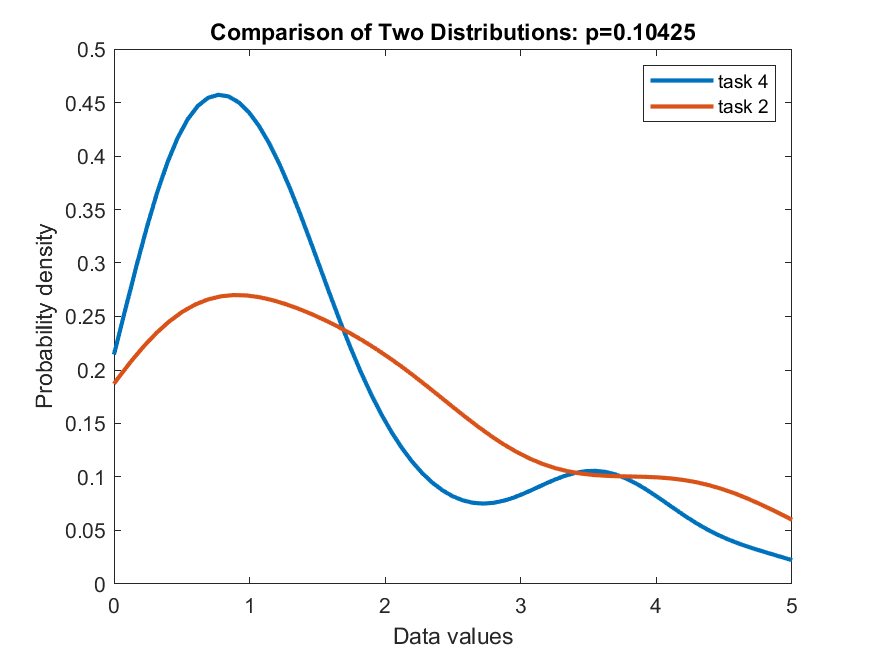 Comparison of Two Distributions: p=0.10425
0.5
0.45
0.4
0.35
0.3
0.25
0.2
0.15
0.1
0.05
0
Probability density
task 4
task 2
0 1 2 3 4 5
Data values